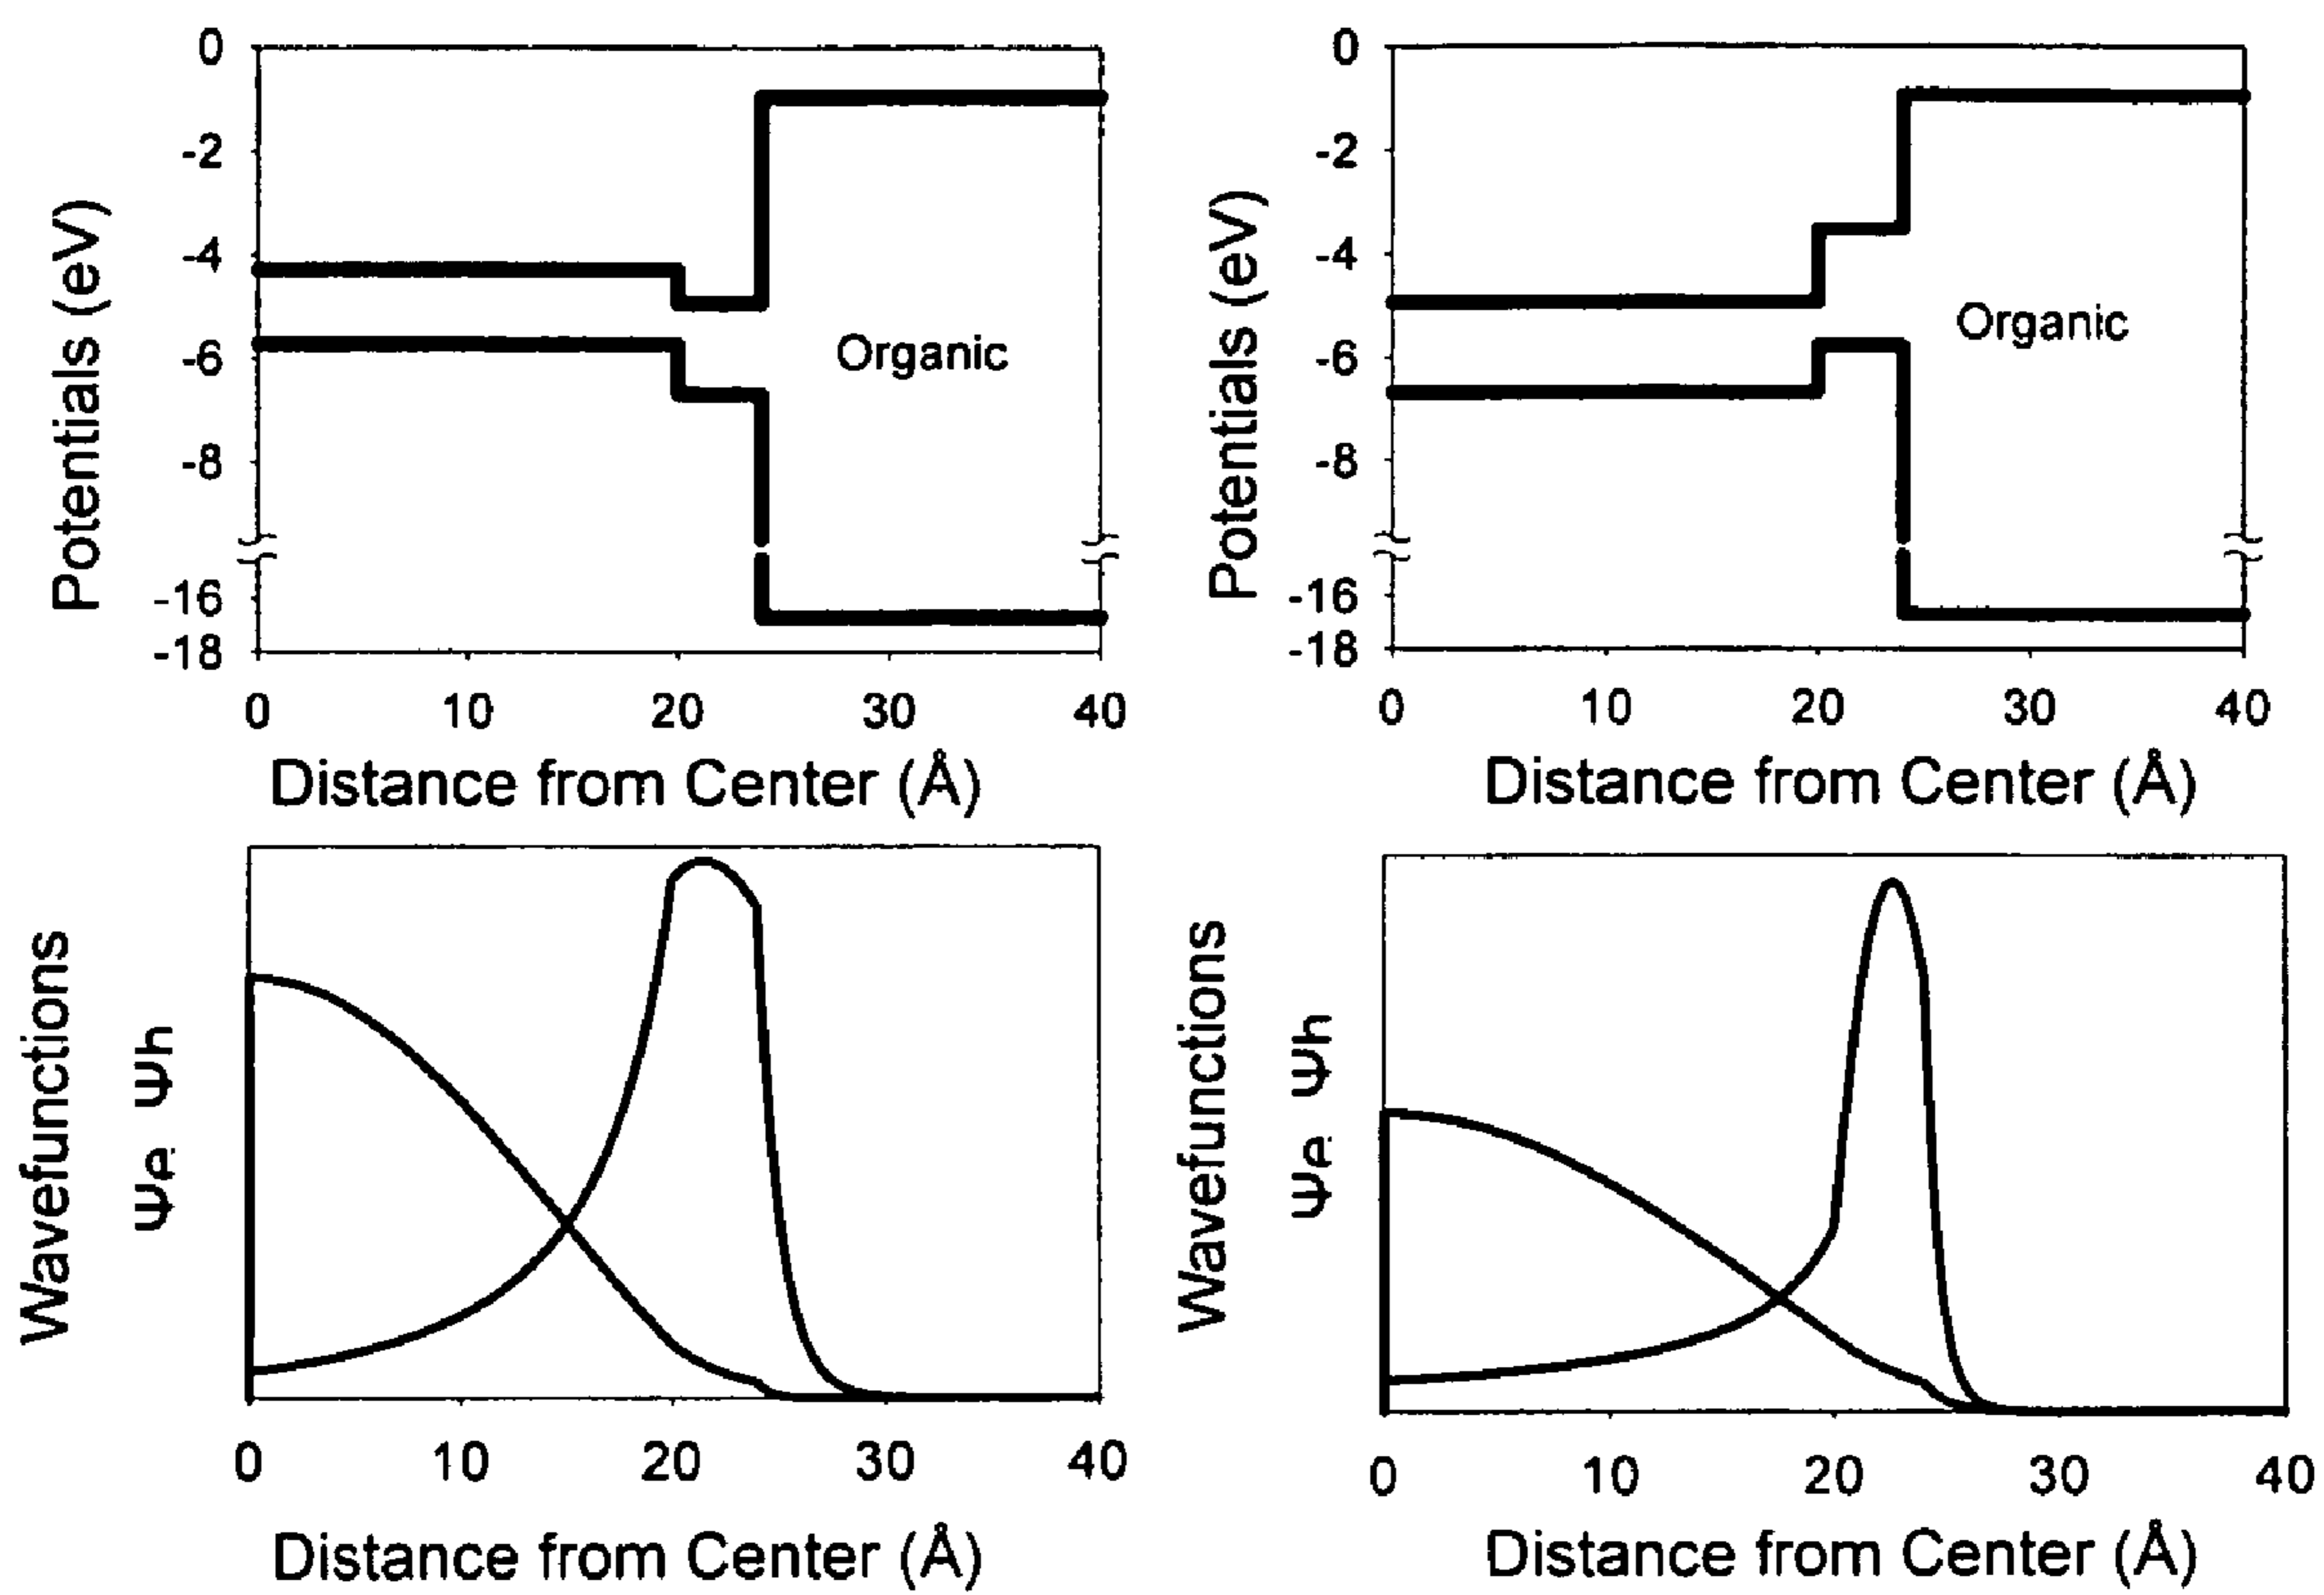 0
-2
-4
-6
-8
-16
-18
Potentials (eV)
Organic
0 10 20 30 40
Distance from Center (Å)
0
-2
-4
-6
-8
-16
-18
Potentials (eV)
Organic
0 10 20 30 40
Distance from Center (Å)
Wavefunctions
Ψe Ψh
0 10 20 30 40
Distance from Center (Å)
Wavefunctions
Ψe Ψh
0 10 20 30 40
Distance from Center (Å)